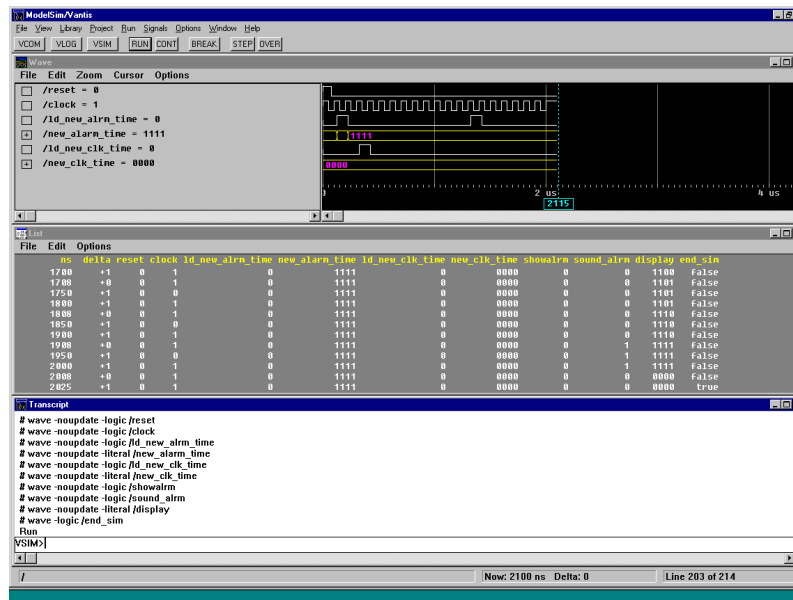 ModelSim/Vantis
File View Library Project Run Signals Options Window Help
VCOM VLOG VSIM RUN CONT BREAK STEP OVER
Wave
File Edit Zoom Cursor Options
/reset = 0
/clock = 1
/ld_new_alrm_time = 0
/new_alarm_time = 1111 1111
/ld_new_clk_time = 0
/new_clk_time = 0000 0000
2 us 4 us
2115
List
File Edit Options
ns delta reset clock ld_new_alrm_time new_alarm_time ld_new_clk_time new_clk_time showalrm sound_alrm display end_sim
1700 +1 0 1 0 1111 0 0000 0 0 1100 false
1708 +0 0 1 0 1111 0 0000 0 0 1101 false
1750 +1 0 0 0 1111 0 0000 0 0 1101 false
1800 +1 0 1 0 1111 0 0000 0 0 1101 false
1808 +0 0 1 0 1111 0 0000 0 0 1110 false
1850 +1 0 0 0 1111 0 0000 0 0 1110 false
1900 +1 0 1 0 1111 0 0000 0 0 1110 false
1908 +0 0 1 0 1111 0 0000 0 1 1111 false
1950 +1 0 0 0 1111 0 0000 0 1 1111 false
2000 +1 0 1 0 1111 0 0000 0 1 1111 false
2008 +0 0 1 0 1111 0 0000 0 0 0000 false
2025 +1 0 1 0 1111 0 0000 0 0 0000 true
Transcript
# wave -noupdate -logic /reset
# wave -noupdate -logic /clock
# wave -noupdate -logic /ld_new_alrm_time
# wave -noupdate -literal /new_alarm_time
# wave -noupdate -logic /ld_new_clk_time
# wave -noupdate -literal /new_clk_time
# wave -noupdate -logic /showalrm
# wave -noupdate -logic /sound_alrm
# wave -noupdate -literal /display
# wave -logic /end_sim
Run
VSIM>
/ Now: 2100 ns Delta: 0 Line 203 of 214